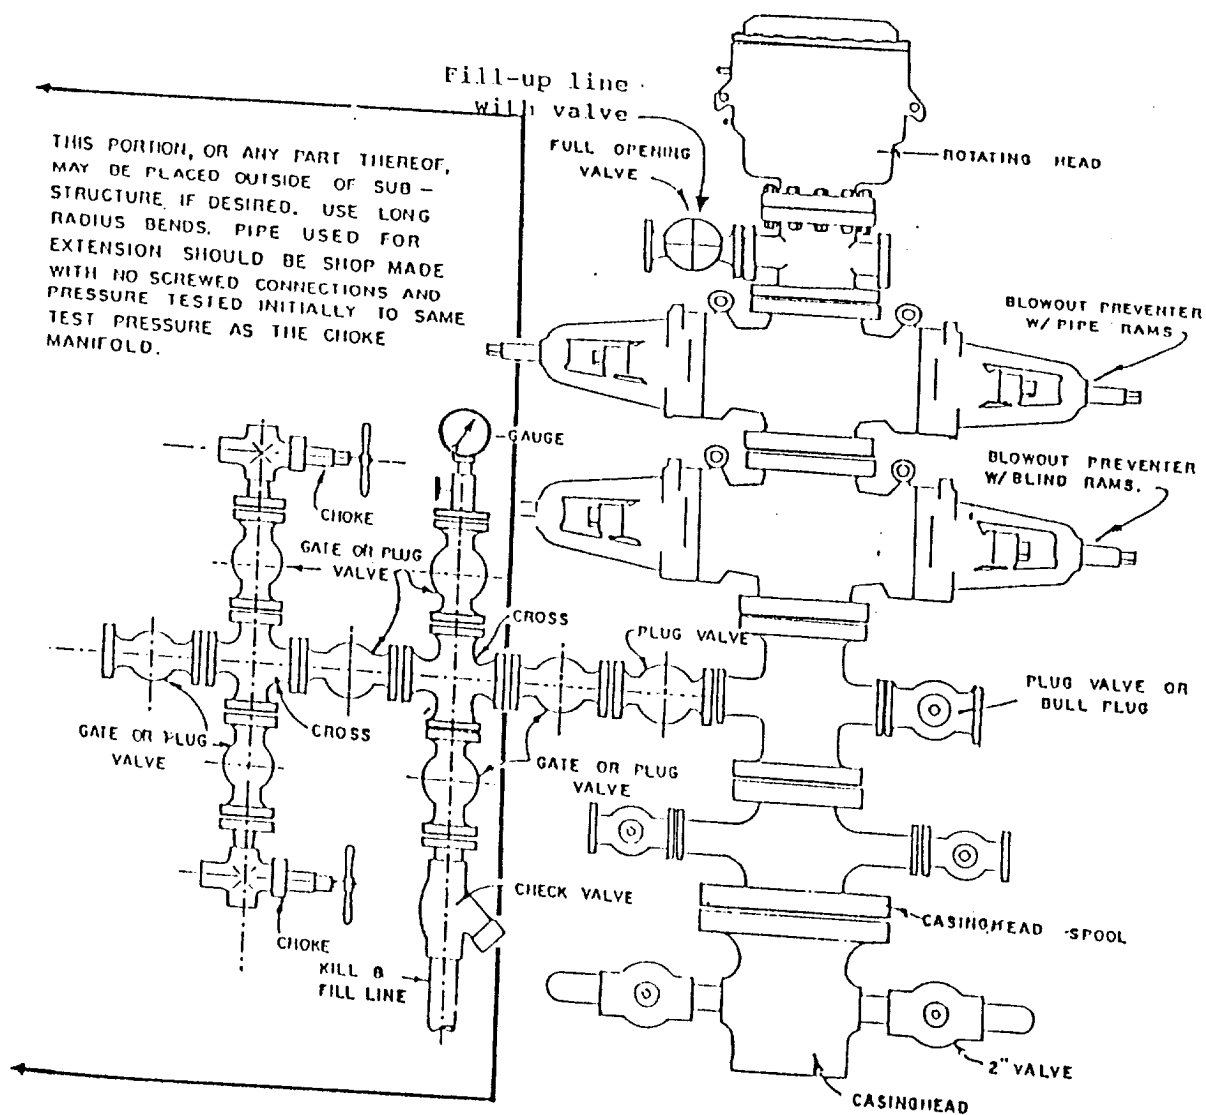 Fill-up line
with valve
FULL OPENING
VALVE
ROTATING HEAD
THIS PORTION, OR ANY PART THEREOF,
MAY BE PLACED OUTSIDE OF SUB-
STRUCTURE IF DESIRED. USE LONG
RADIUS BENDS. PIPE USED FOR
EXTENSION SHOULD BE SHOP MADE
WITH NO SCREWED CONNECTIONS AND
PRESSURE TESTED INITIALLY TO SAME
TEST PRESSURE AS THE CHOKE
MANIFOLD.
BLOWOUT PREVENTER
W/ PIPE RAMS
GAUGE
BLOWOUT PREVENTER
W/ BLIND RAMS.
CHOKE
GATE OR PLUG
VALVE
CROSS
PLUG VALVE
PLUG VALVE OR
BULL PLUG
GATE OR PLUG
VALVE
CROSS
GATE OR PLUG
VALVE
CHECK VALVE
CASINGHEAD SPOOL
CHOKE
KILL &
FILL LINE
2" VALVE
CASINGHEAD